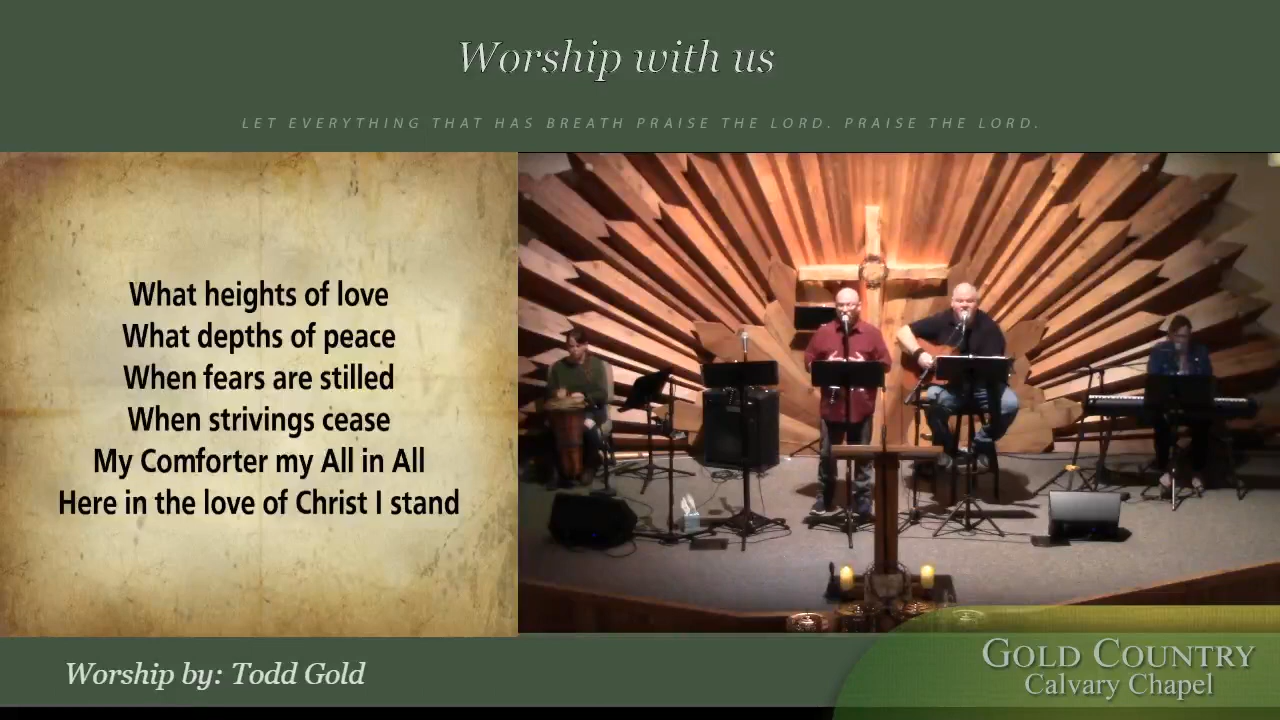 Worship with us
LET EVERYTHING THAT HAS BREATH PRAISE THE LORD. PRAISE THE LORD.
What heights of love
What depths of peace
When fears are stilled
When strivings cease
My Comforter my All in All
Here in the love of Christ I stand
Worship by: Todd Gold
GOLD COUNTRY
Calvary Chapel